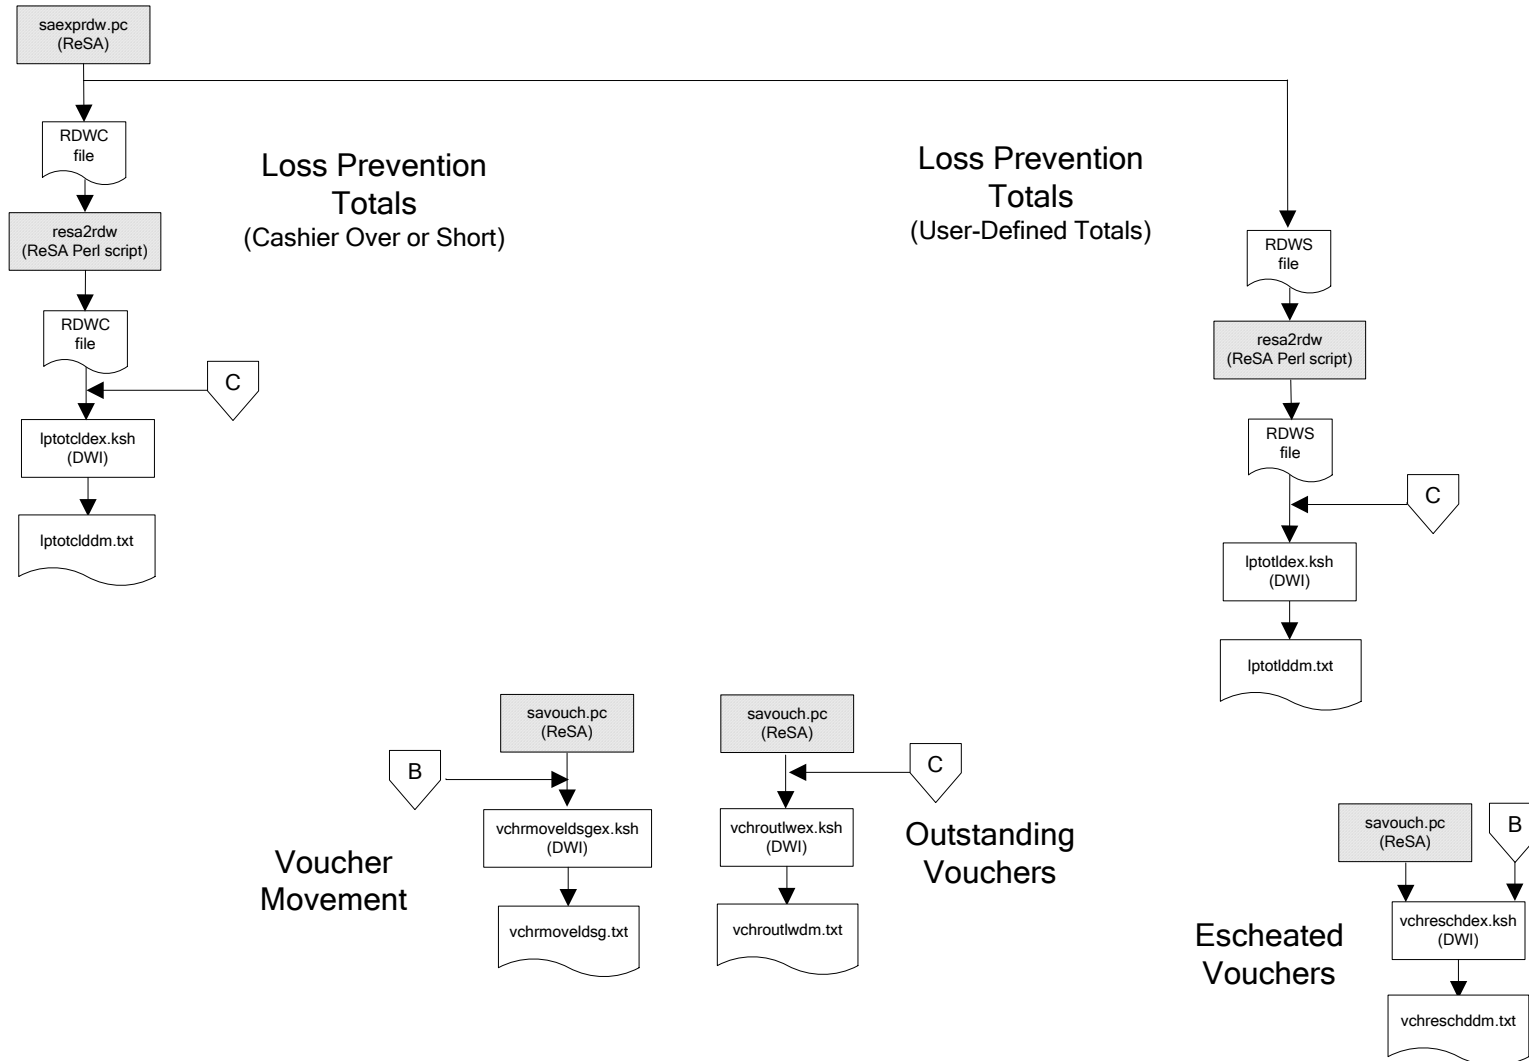 saexprdw.pc
(ReSA)
RDWC
file
Loss Prevention
Totals
(Cashier Over or Short)
resa2rdw
(ReSA Perl script)
RDWC
file
C
lptotcldex.ksh
(DWI)
lptotclddm.txt
Loss Prevention
Totals
(User-Defined Totals)
RDWS
file
resa2rdw
(ReSA Perl script)
RDWS
file
C
lptotldex.ksh
(DWI)
lptotlddm.txt
savouch.pc
(ReSA)
B
vchrmoveldsgex.ksh
(DWI)
Voucher
Movement
vchrmoveldsg.txt
savouch.pc
(ReSA)
C
vchroutlwex.ksh
(DWI)
Outstanding
Vouchers
vchroutlwdm.txt
savouch.pc
(ReSA)
B
vchreschdex.ksh
(DWI)
Escheated
Vouchers
vchreschddm.txt